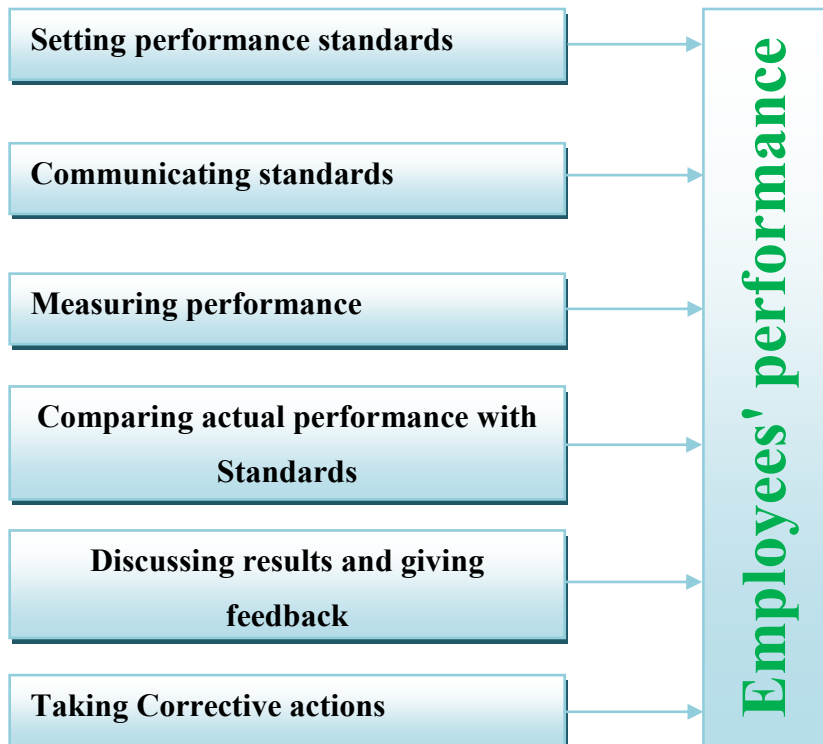 Setting performance standards
Communicating standards
Measuring performance
Comparing actual performance with
Standards
Discussing results and giving
feedback
Taking Corrective actions
Employees' performance